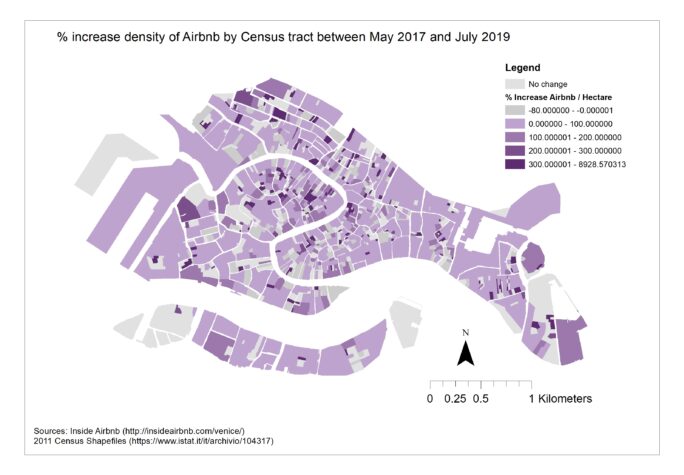 % increase density of Airbnb by Census tract between May 2017 and July 2019
Legend
No change
% Increase Airbnb / Hectare
-80.000000 - -0.000001
0.000000 - 100.000000
100.000001 - 200.000000
200.000001 - 300.000000
300.000001 - 8928.570313
N
0 0.25 0.5 1 Kilometers
Sources: Inside Airbnb (http://insideairbnb.com/venice/)
2011 Census Shapefiles (https://www.istat.it/it/archivio/104317)